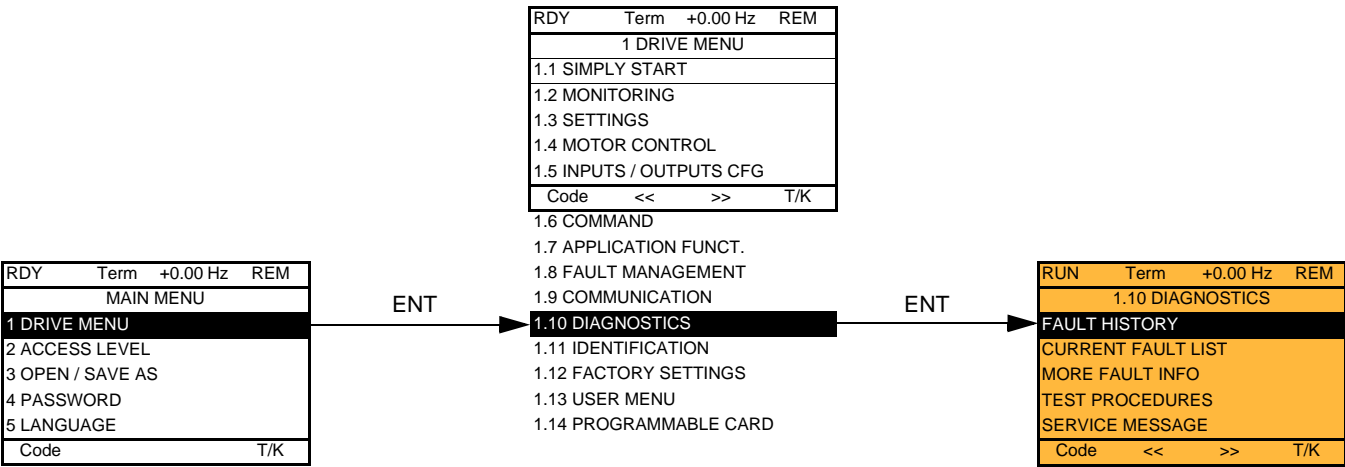 RDY Term +0.00 Hz REM
1 DRIVE MENU
1.1 SIMPLY START
1.2 MONITORING
1.3 SETTINGS
1.4 MOTOR CONTROL
1.5 INPUTS / OUTPUTS CFG
Code << >> T/K
1.6 COMMAND
1.7 APPLICATION FUNCT.
1.8 FAULT MANAGEMENT
1.9 COMMUNICATION
1.10 DIAGNOSTICS
1.11 IDENTIFICATION
1.12 FACTORY SETTINGS
1.13 USER MENU
1.14 PROGRAMMABLE CARD
RDY Term +0.00 Hz REM
MAIN MENU
1 DRIVE MENU
2 ACCESS LEVEL
3 OPEN / SAVE AS
4 PASSWORD
5 LANGUAGE
Code T/K
ENT
ENT
RUN Term +0.00 Hz REM
1.10 DIAGNOSTICS
FAULT HISTORY
CURRENT FAULT LIST
MORE FAULT INFO
TEST PROCEDURES
SERVICE MESSAGE
Code << >> T/K